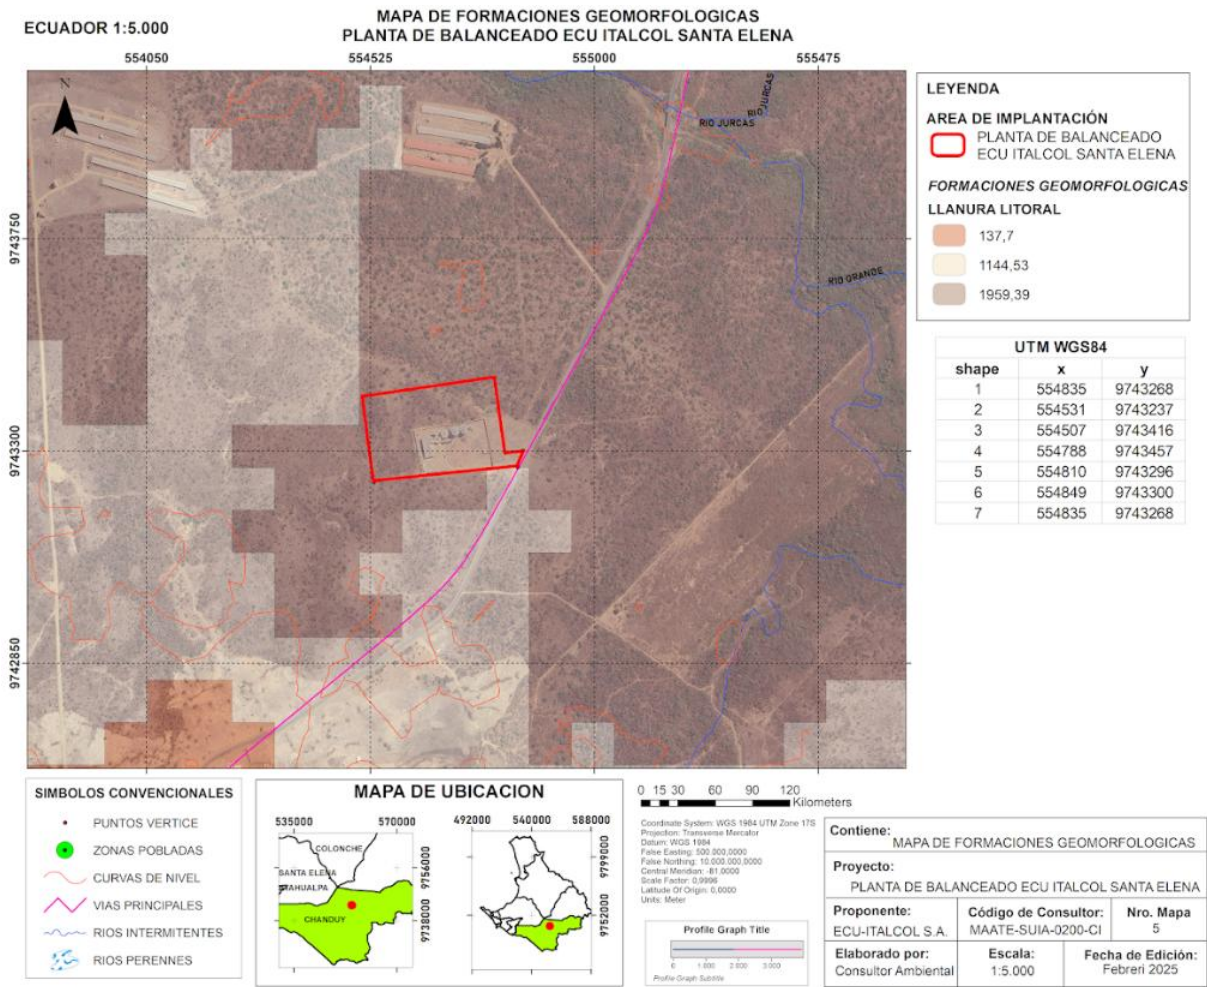 ECUADOR 1:5.000
MAPA DE FORMACIONES GEOMORFOLOGICAS
PLANTA DE BALANCEADO ECU ITALCOL SANTA ELENA
554050 554525 555000 555475
9743750
9743300
9742850
N
RIO JURCAS
RIO JURCAS
RIO GRANDE
LEYENDA
AREA DE IMPLANTACIÓN
PLANTA DE BALANCEADO
ECU ITALCOL SANTA ELENA
FORMACIONES GEOMORFOLOGICAS
LLANURA LITORAL
137,7
1144,53
1959,39
UTM WGS84
shape x y
1 554835 9743268
2 554531 9743237
3 554507 9743416
4 554788 9743457
5 554810 9743296
6 554849 9743300
7 554835 9743268
SIMBOLOS CONVENCIONALES
PUNTOS VERTICE
ZONAS POBLADAS
CURVAS DE NIVEL
VIAS PRINCIPALES
RIOS INTERMITENTES
RIOS PERENNES
MAPA DE UBICACION
535000 570000
COLONCHE
SANTA ELENA
CHANDUY
9756000
9738000
492000 540000 588000
9799000
9752000
0 15 30 60 90 120
Kilometers
Coordinate System: WGS 1984 UTM Zone 17S
Projection: Transverse Mercator
Datum: WGS 1984
False Easting: 500.000,0000
False Northing: 10.000.000,0000
Central Meridian: -81,0000
Scale Factor: 0,9996
Latitude Of Origin: 0,0000
Units: Meter
Profile Graph Title
0 1.000 2.000 3.000
Profile Graph Subtitle
Contiene:
MAPA DE FORMACIONES GEOMORFOLOGICAS
Proyecto:
PLANTA DE BALANCEADO ECU ITALCOL SANTA ELENA
Proponente:
ECU-ITALCOL S.A.
Código de Consultor:
MAATE-SUIA-0200-CI
Nro. Mapa
5
Elaborado por:
Consultor Ambiental
Escala:
1:5.000
Fecha de Edición:
Febreri 2025